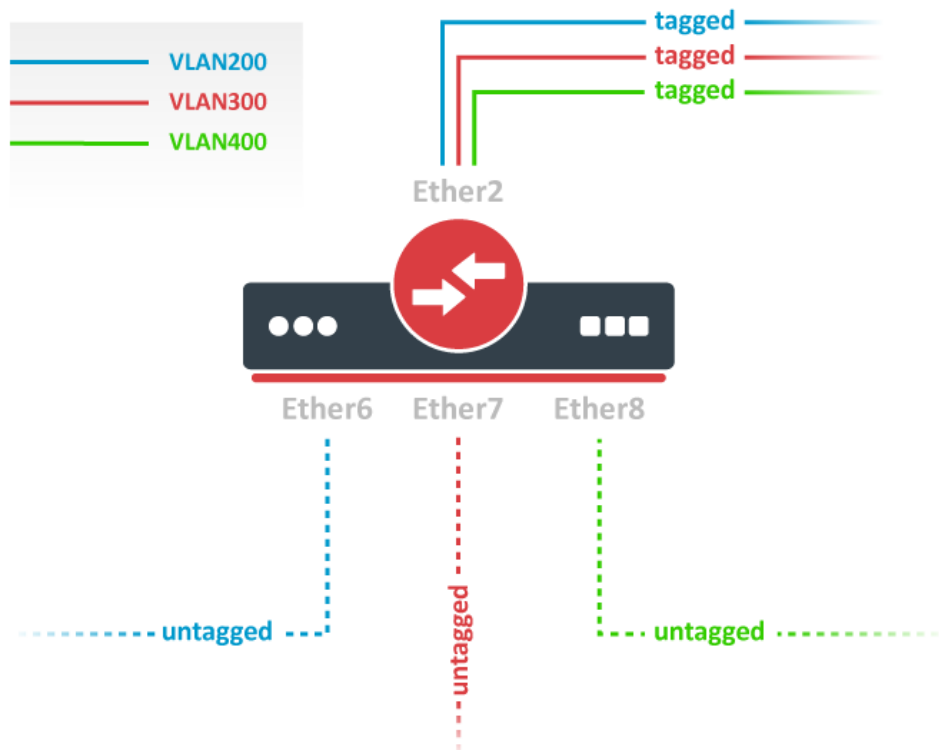 VLAN200
VLAN300
VLAN400
tagged
tagged
tagged
Ether2
Ether6
Ether7
Ether8
untagged
untagged
untagged